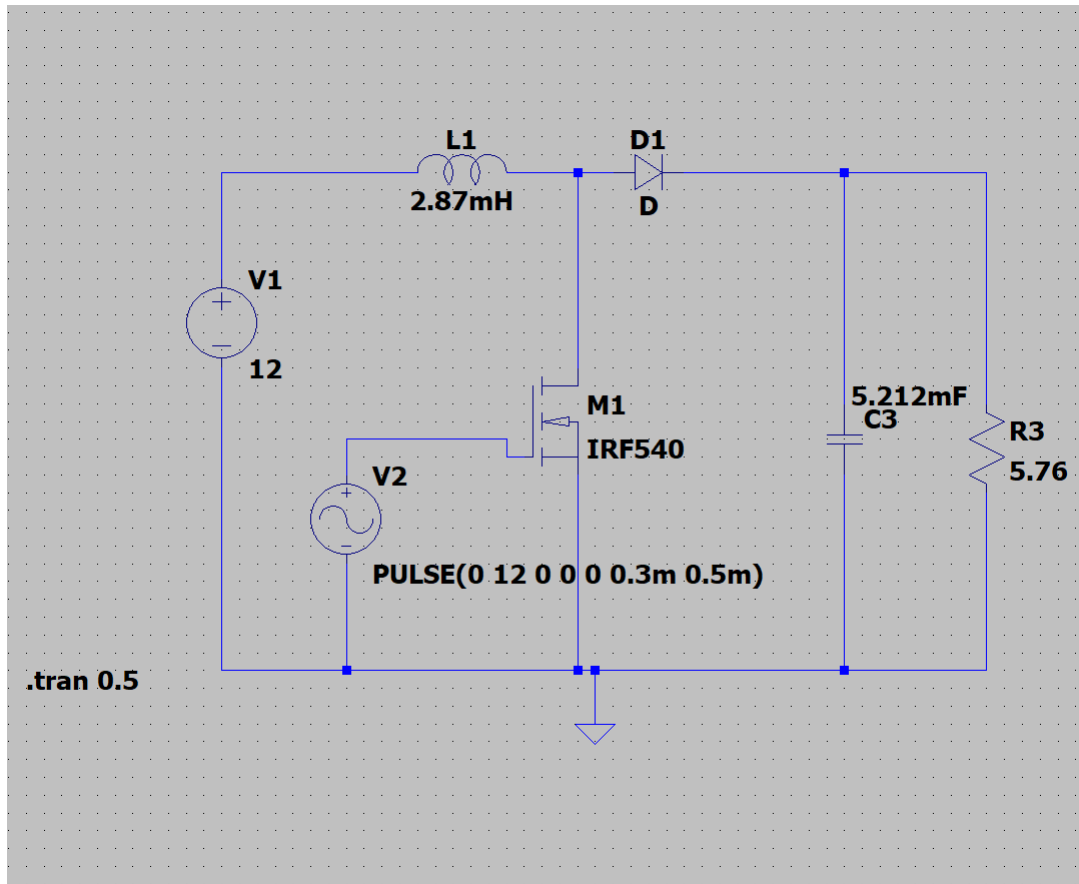 L1
2.87mH
D1
D
V1
12
M1
IRF540
5.212mF
C3
R3
5.76
V2
PULSE(0 12 0 0 0 0.3m 0.5m)
.tran 0.5